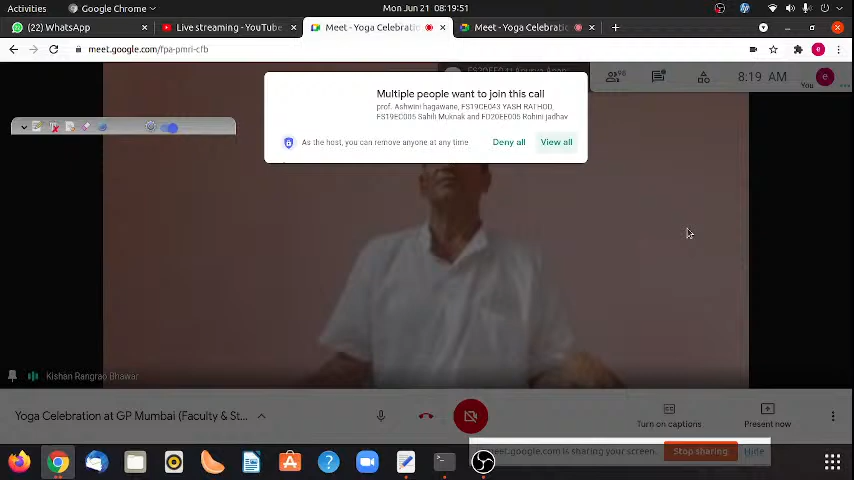 Activities
Google Chrome
Mon Jun 21 08:19:51
(22) WhatsApp
Live streaming - YouTube
Meet - Yoga Celebration
Meet - Yoga Celebratio
meet.google.com/fpa-pmri-cfb
Multiple people want to join this call
prof. Ashwini hagawane, FS19CE043 YASH RATHOD,
FS19EC005 Sahili Muknak and FD20EE005 Rohini jadhav
As the host, you can remove anyone at any time
Deny all
View all
8:19 AM
You
Kishan Rangrao Bhawar
Yoga Celebration at GP Mumbai (Faculty & St...
Turn on captions
Present now
meet.google.com is sharing your screen.
Stop sharing
Hide